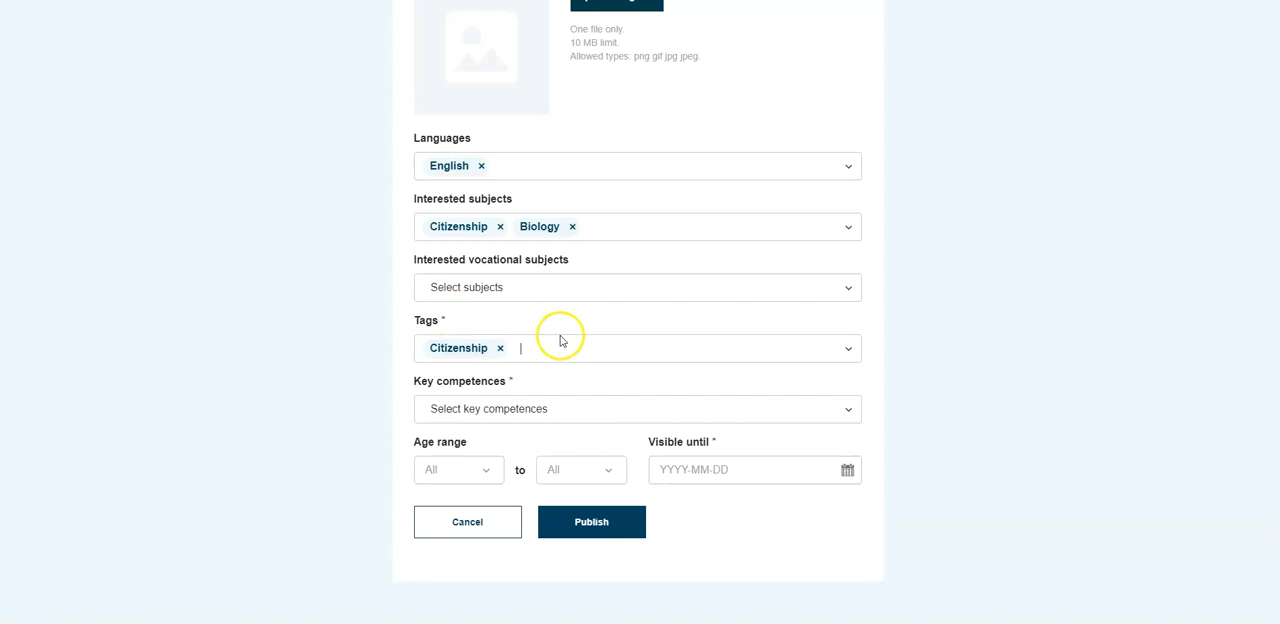 One file only.
10 MB limit.
Allowed types: png gif jpg jpeg.
Languages
English ×
Interested subjects
Citizenship × Biology ×
Interested vocational subjects
Select subjects
Tags *
Citizenship ×
Key competences *
Select key competences
Age range
Visible until *
All to All
YYYY-MM-DD
Cancel
Publish